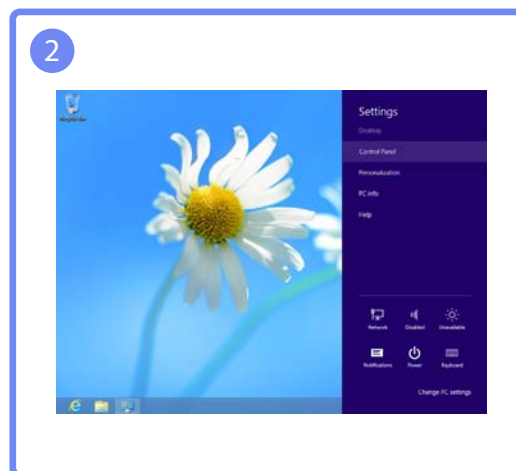 2
Settings
Desktop
Control Panel
Personalization
PC info
Help
Network
Disabled
Unavailable
Notifications
Power
Keyboard
Change PC settings